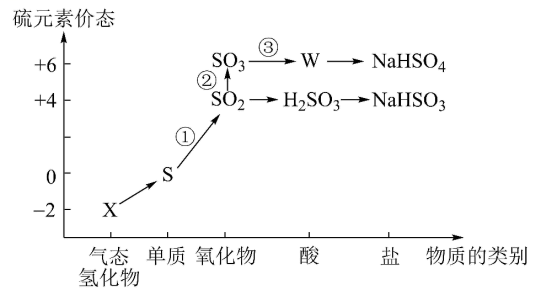 硫元素价态
+6 SO₃ ③ W NaHSO₄
②
+4 SO₂ H₂SO₃ NaHSO₃
①
0 S
−2 X
气态氢化物 单质 氧化物 酸 盐 物质的类别